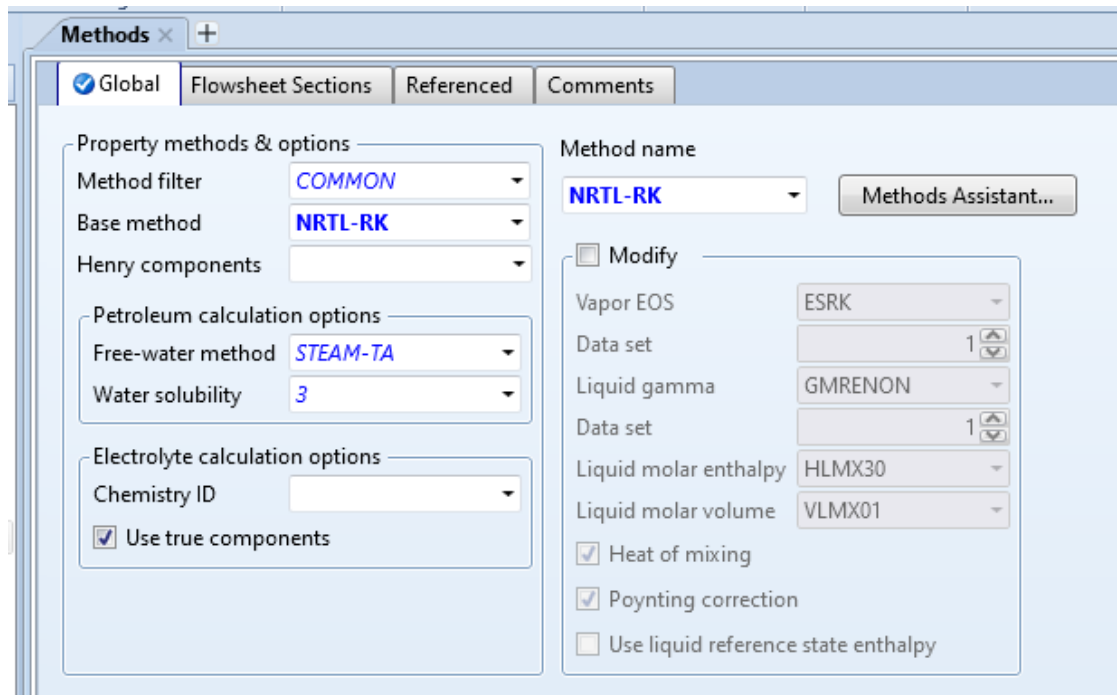 Methods
Global
Flowsheet Sections
Referenced
Comments
Property methods & options
Method filter COMMON
Base method NRTL-RK
Henry components
Petroleum calculation options
Free-water method STEAM-TA
Water solubility 3
Electrolyte calculation options
Chemistry ID
Use true components
Method name
NRTL-RK Methods Assistant...
Modify
Vapor EOS ESRK
Data set 1
Liquid gamma GMRENON
Data set 1
Liquid molar enthalpy HLMX30
Liquid molar volume VLMX01
Heat of mixing
Poynting correction
Use liquid reference state enthalpy